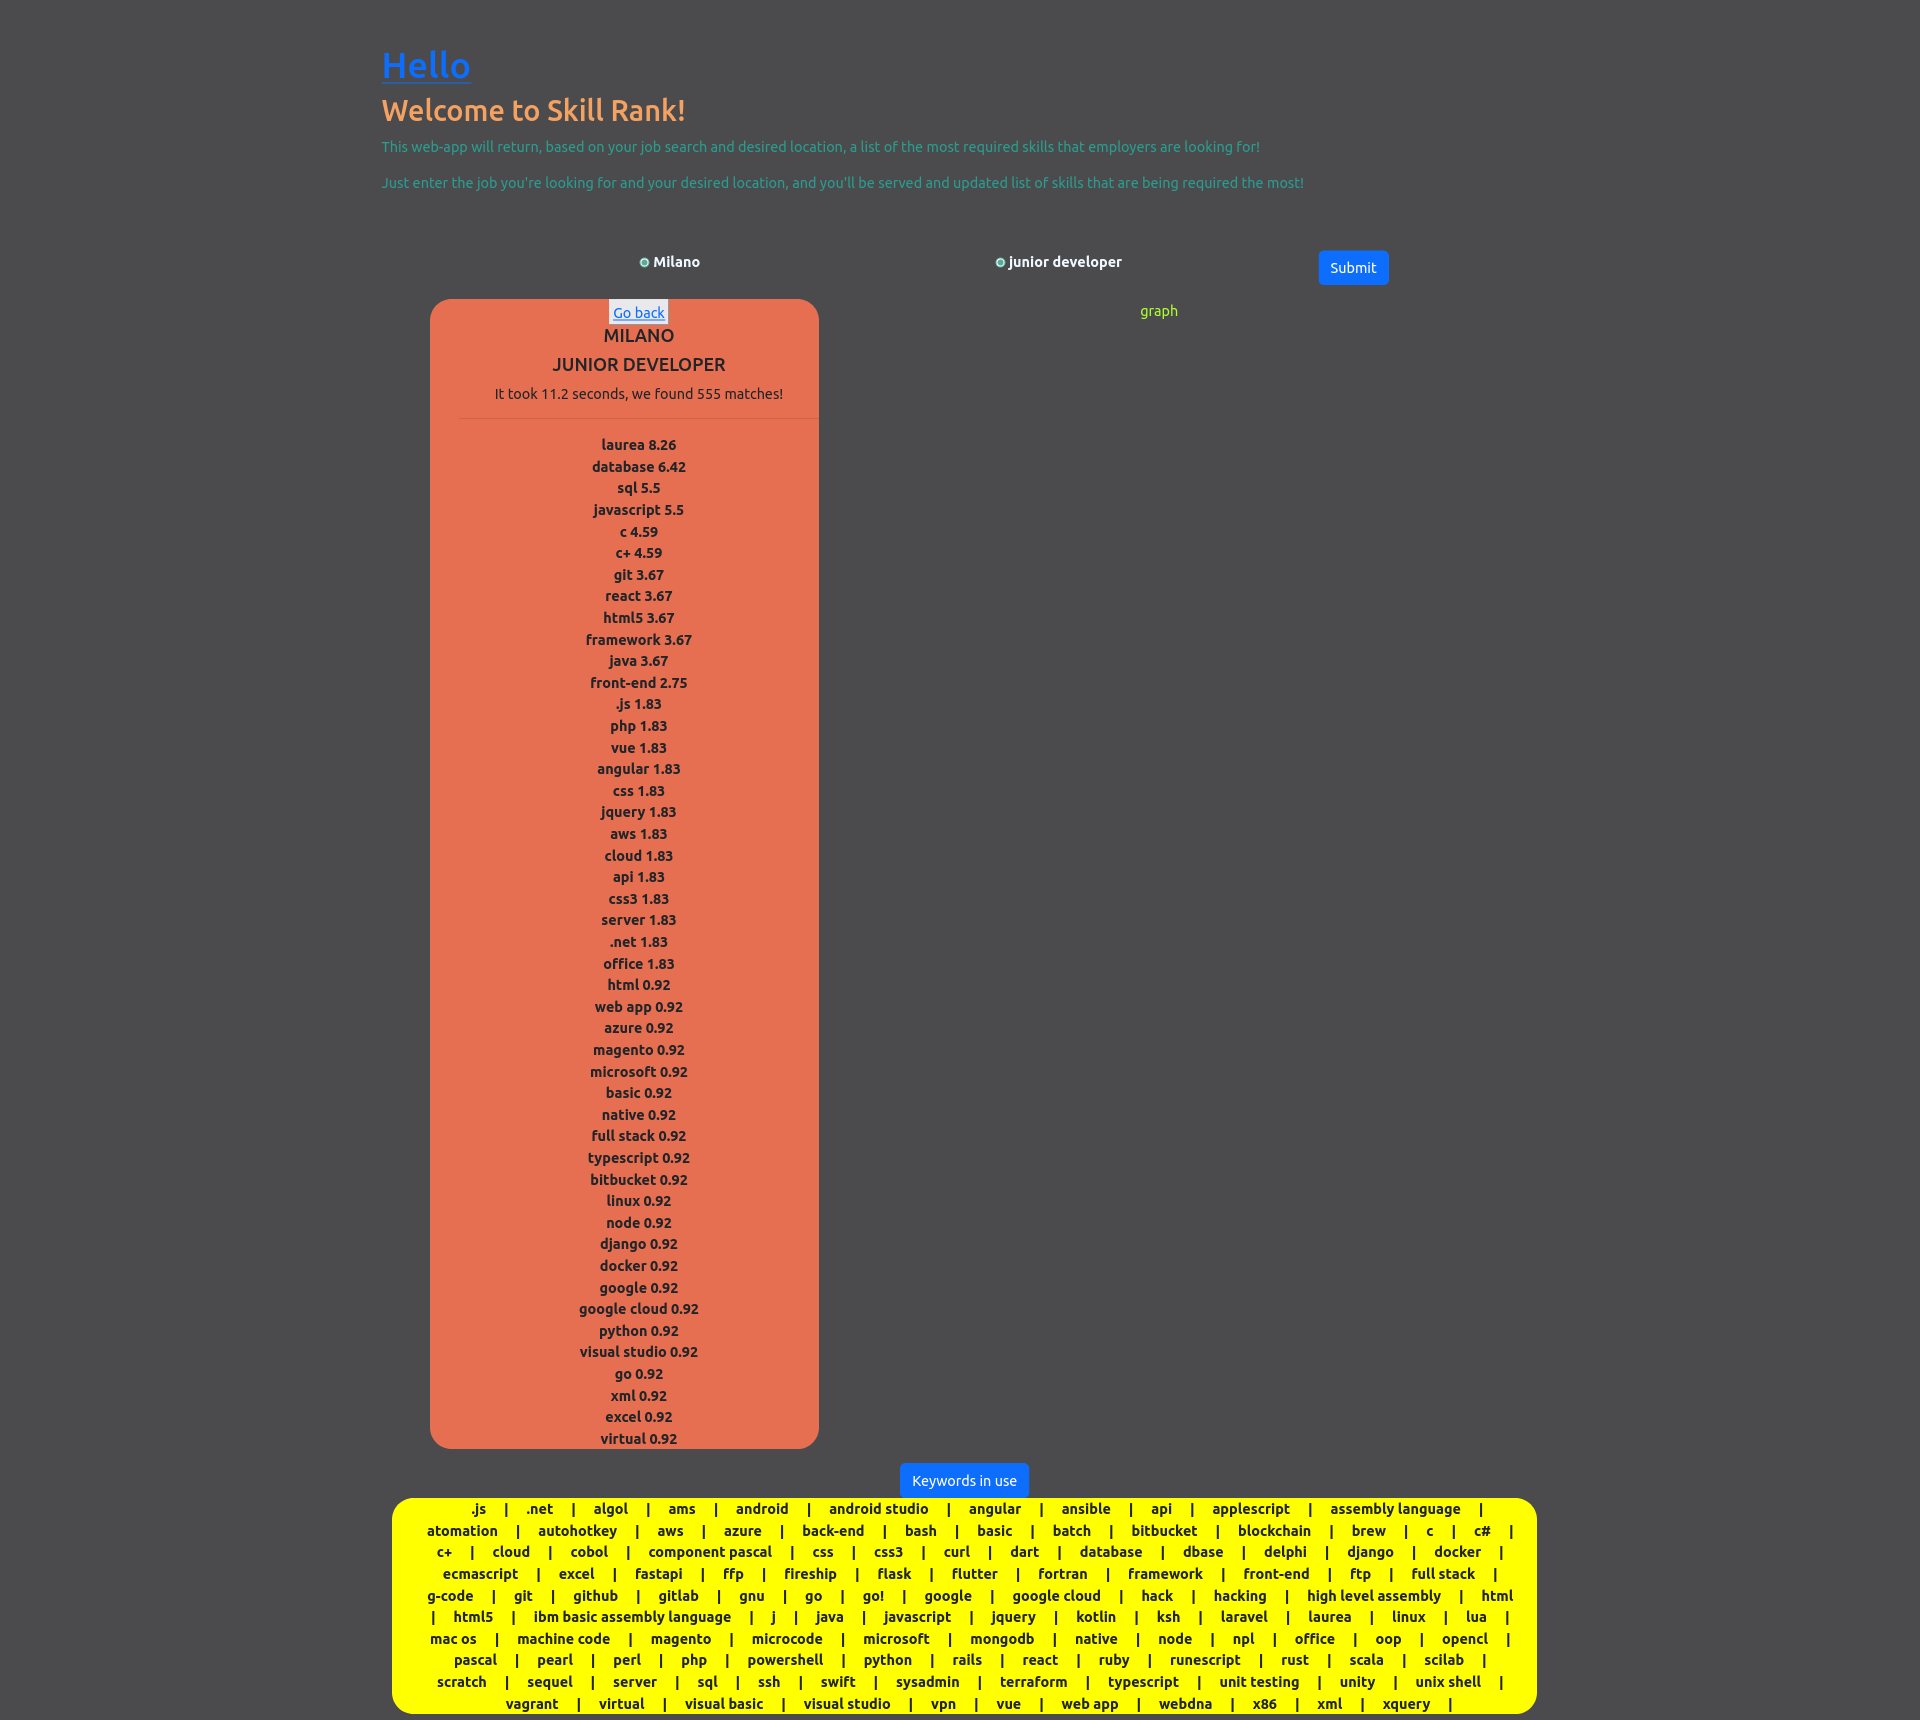 Hello
Welcome to Skill Rank!
This web-app will return, based on your job search and desired location, a list of the most required skills that employers are looking for!
Just enter the job you're looking for and your desired location, and you'll be served and updated list of skills that are being required the most!
Milano
junior developer
Submit
Go back
graph
MILANO
JUNIOR DEVELOPER
It took 11.2 seconds, we found 555 matches!
laurea 8.26
database 6.42
sql 5.5
javascript 5.5
c 4.59
c+ 4.59
git 3.67
react 3.67
html5 3.67
framework 3.67
java 3.67
front-end 2.75
.js 1.83
php 1.83
vue 1.83
angular 1.83
css 1.83
jquery 1.83
aws 1.83
cloud 1.83
api 1.83
css3 1.83
server 1.83
.net 1.83
office 1.83
html 0.92
web app 0.92
azure 0.92
magento 0.92
microsoft 0.92
basic 0.92
native 0.92
full stack 0.92
typescript 0.92
bitbucket 0.92
linux 0.92
node 0.92
django 0.92
docker 0.92
google 0.92
google cloud 0.92
python 0.92
visual studio 0.92
go 0.92
xml 0.92
excel 0.92
virtual 0.92
Keywords in use
.js | .net | algol | ams | android | android studio | angular | ansible | api | applescript | assembly language |
atomation | autohotkey | aws | azure | back-end | bash | basic | batch | bitbucket | blockchain | brew | c | c# |
c+ | cloud | cobol | component pascal | css | css3 | curl | dart | database | dbase | delphi | django | docker |
ecmascript | excel | fastapi | ffp | fireship | flask | flutter | fortran | framework | front-end | ftp | full stack |
g-code | git | github | gitlab | gnu | go | go! | google | google cloud | hack | hacking | high level assembly | html
| html5 | ibm basic assembly language | j | java | javascript | jquery | kotlin | ksh | laravel | laurea | linux | lua |
mac os | machine code | magento | microcode | microsoft | mongodb | native | node | npl | office | oop | opencl |
pascal | pearl | perl | php | powershell | python | rails | react | ruby | runescript | rust | scala | scilab |
scratch | sequel | server | sql | ssh | swift | sysadmin | terraform | typescript | unit testing | unity | unix shell |
vagrant | virtual | visual basic | visual studio | vpn | vue | web app | webdna | x86 | xml | xquery |